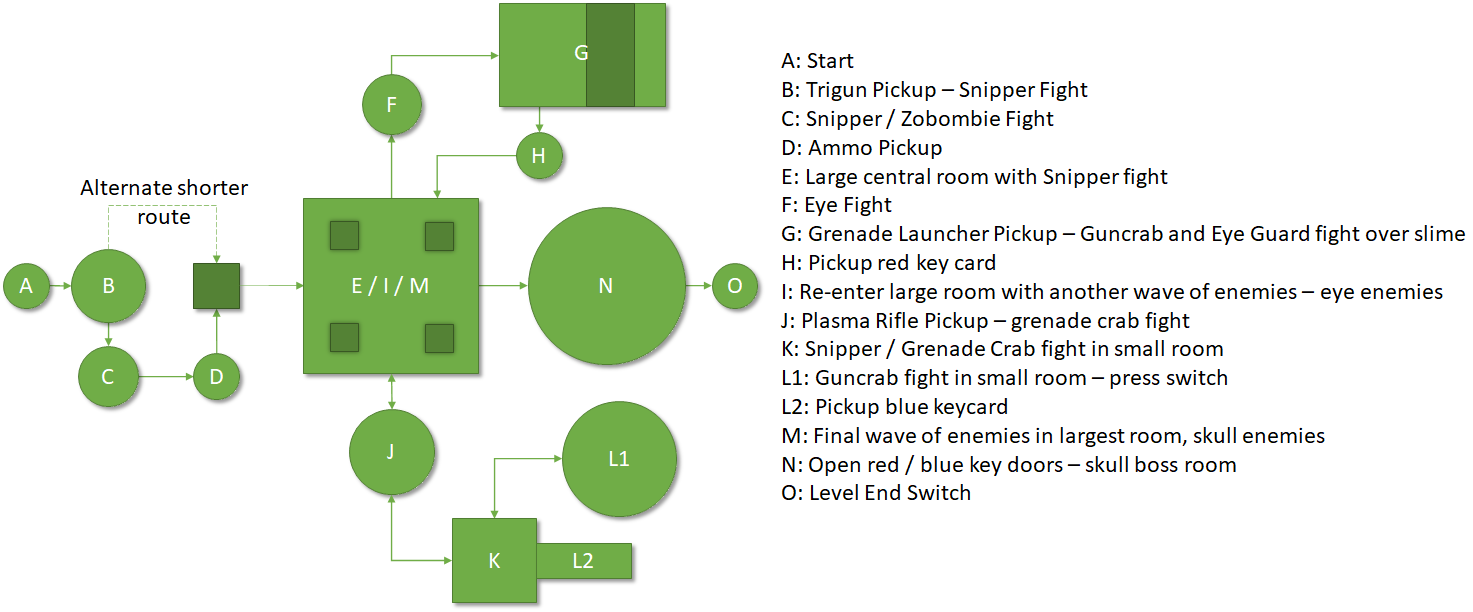 G
F
H
Alternate shorter
route
A
B
E / I / M
N
O
C
D
J
L1
K
L2
A: Start
B: Trigun Pickup – Snipper Fight
C: Snipper / Zobombie Fight
D: Ammo Pickup
E: Large central room with Snipper fight
F: Eye Fight
G: Grenade Launcher Pickup – Guncrab and Eye Guard fight over slime
H: Pickup red key card
I: Re-enter large room with another wave of enemies – eye enemies
J: Plasma Rifle Pickup – grenade crab fight
K: Snipper / Grenade Crab fight in small room
L1: Guncrab fight in small room – press switch
L2: Pickup blue keycard
M: Final wave of enemies in largest room, skull enemies
N: Open red / blue key doors – skull boss room
O: Level End Switch